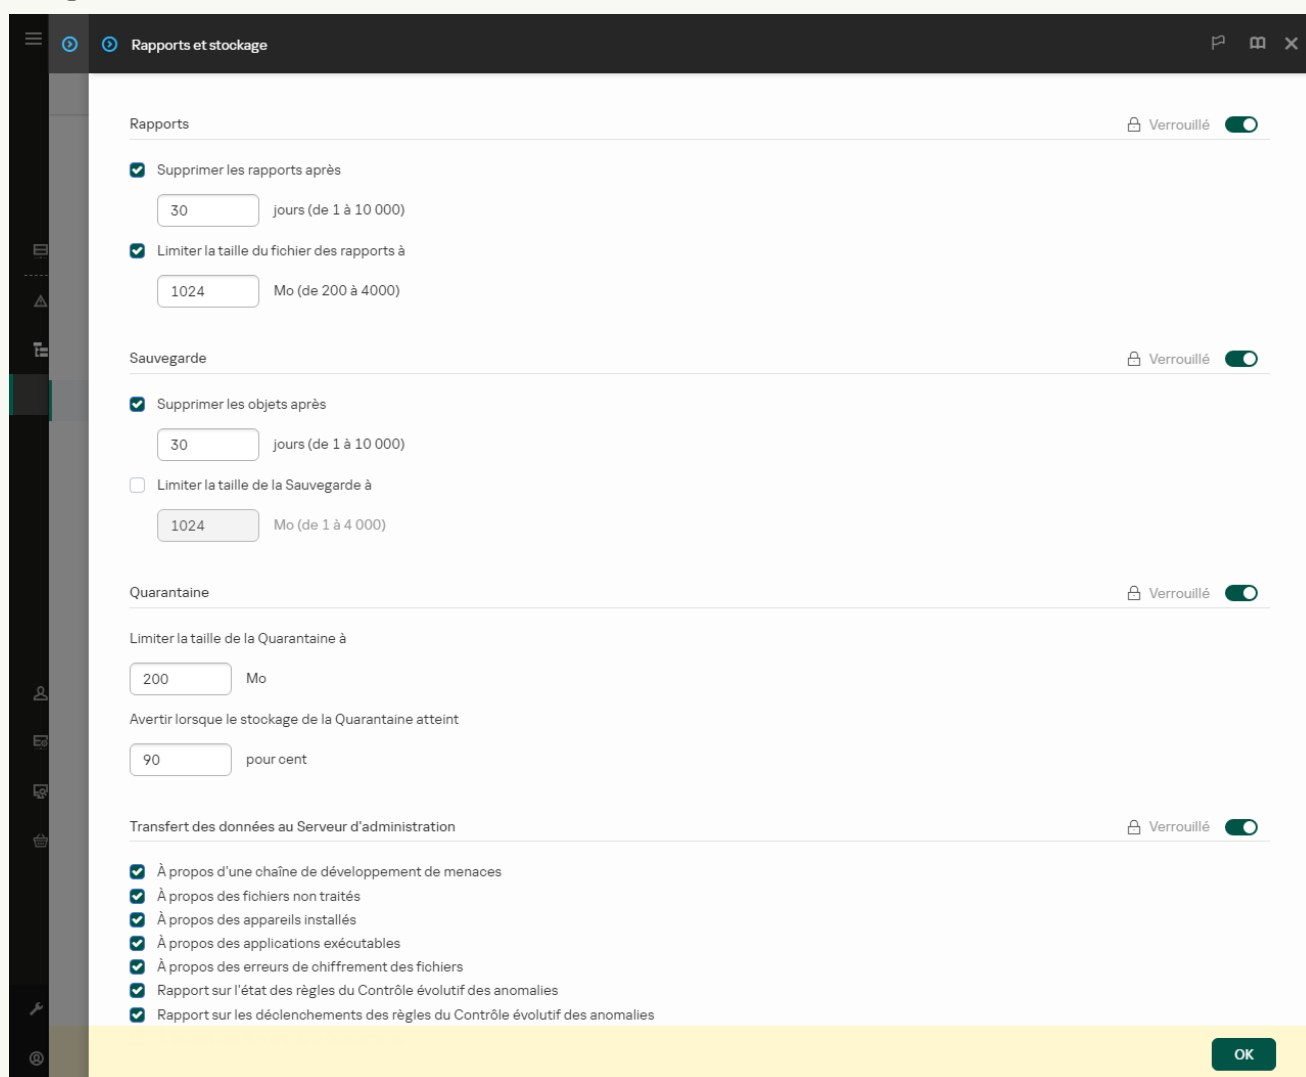 Rapports et stockage
Rapports
Verrouillé
Supprimer les rapports après
30 jours (de 1 à 10 000)
Limiter la taille du fichier des rapports à
1024 Mo (de 200 à 4000)
Sauvegarde
Verrouillé
Supprimer les objets après
30 jours (de 1 à 10 000)
Limiter la taille de la Sauvegarde à
1024 Mo (de 1 à 4 000)
Quarantaine
Verrouillé
Limiter la taille de la Quarantaine à
200 Mo
Avertir lorsque le stockage de la Quarantaine atteint
90 pour cent
Transfert des données au Serveur d'administration
Verrouillé
À propos d'une chaîne de développement de menaces
À propos des fichiers non traités
À propos des appareils installés
À propos des applications exécutables
À propos des erreurs de chiffrement des fichiers
Rapport sur l'état des règles du Contrôle évolutif des anomalies
Rapport sur les déclenchements des règles du Contrôle évolutif des anomalies
OK